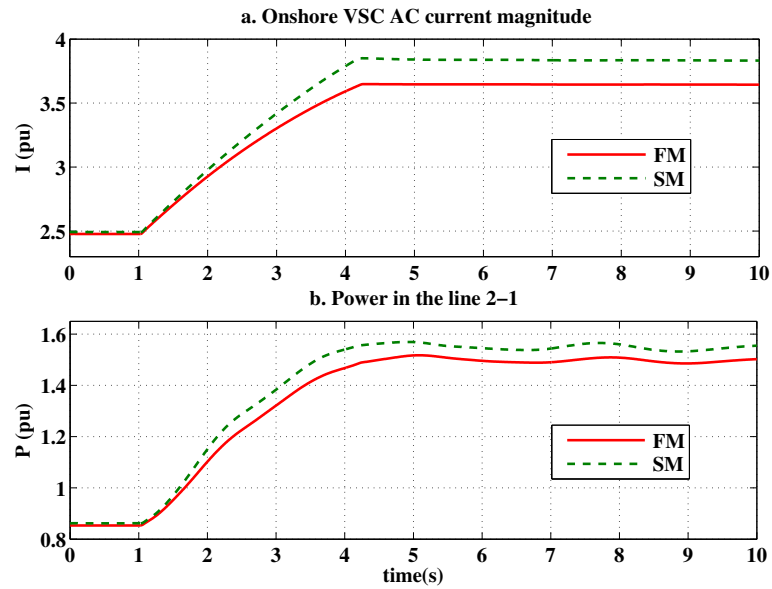 a. Onshore VSC AC current magnitude
4
3.5
3
2.5
I (pu)
FM
SM
0 1 2 3 4 5 6 7 8 9 10
b. Power in the line 2−1
1.6
1.4
1.2
1
0.8
P (pu)
FM
SM
0 1 2 3 4 5 6 7 8 9 10
time(s)